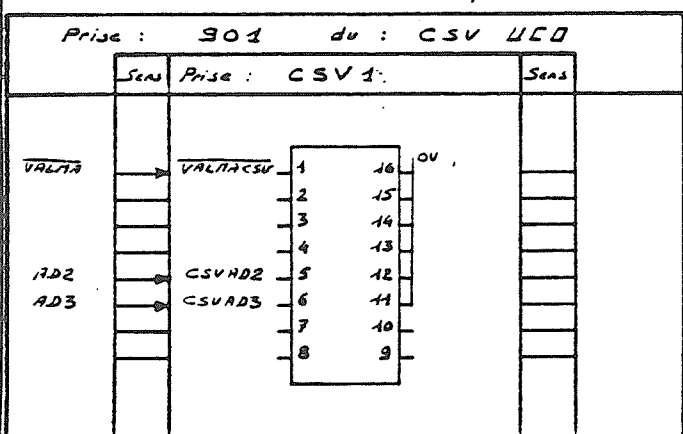 Prise : 901 du : CSV UCD
Sens Prise : CSV 1. Sens
VALMA VALMACSV 1 16 0V
2 15
3 14
4 13
AD2 CSVAD2 5 12
AD3 CSVAD3 6 11
7 10
8 9